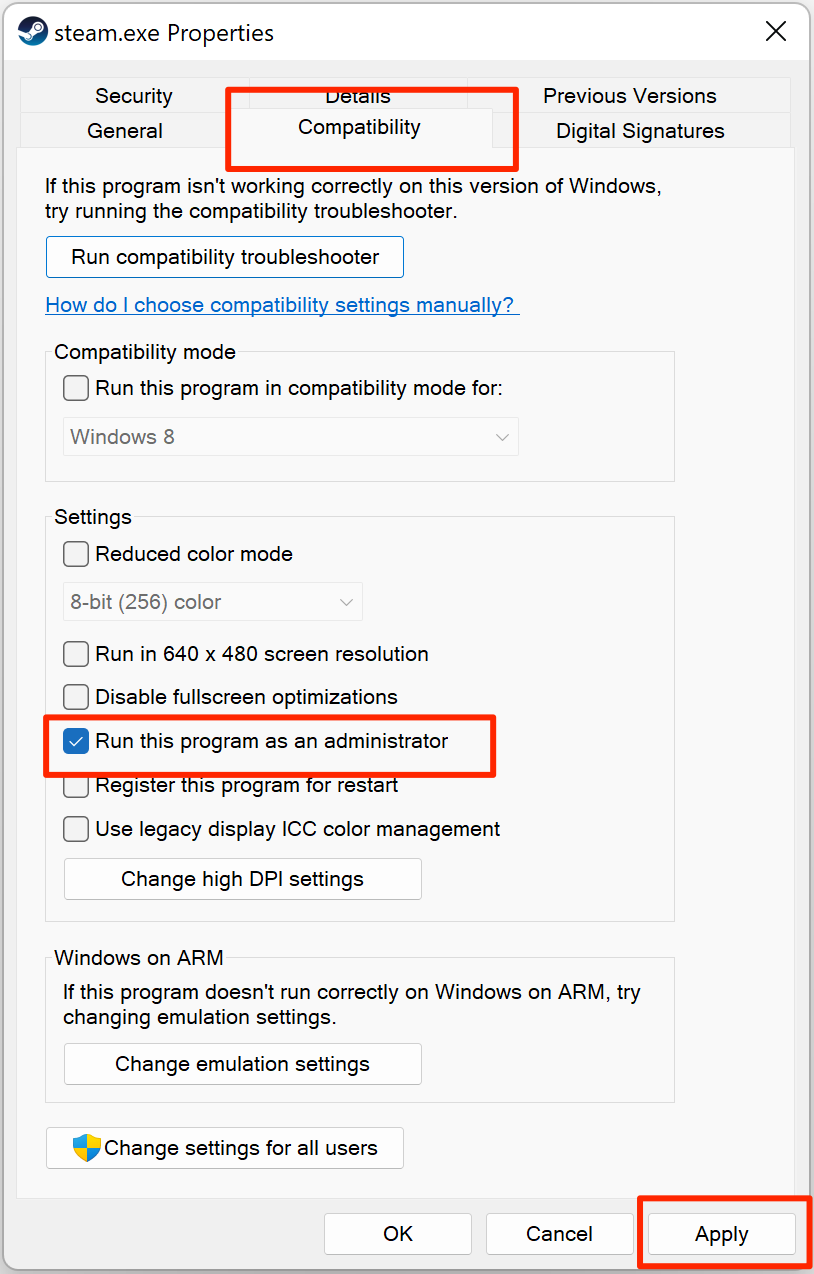 steam.exe Properties
Security
Details
Previous Versions
General
Compatibility
Digital Signatures
If this program isn't working correctly on this version of Windows,
try running the compatibility troubleshooter.
Run compatibility troubleshooter
How do I choose compatibility settings manually?
Compatibility mode
Run this program in compatibility mode for:
Windows 8
Settings
Reduced color mode
8-bit (256) color
Run in 640 x 480 screen resolution
Disable fullscreen optimizations
Run this program as an administrator
Register this program for restart
Use legacy display ICC color management
Change high DPI settings
Windows on ARM
If this program doesn't run correctly on Windows on ARM, try
changing emulation settings.
Change emulation settings
Change settings for all users
OK
Cancel
Apply